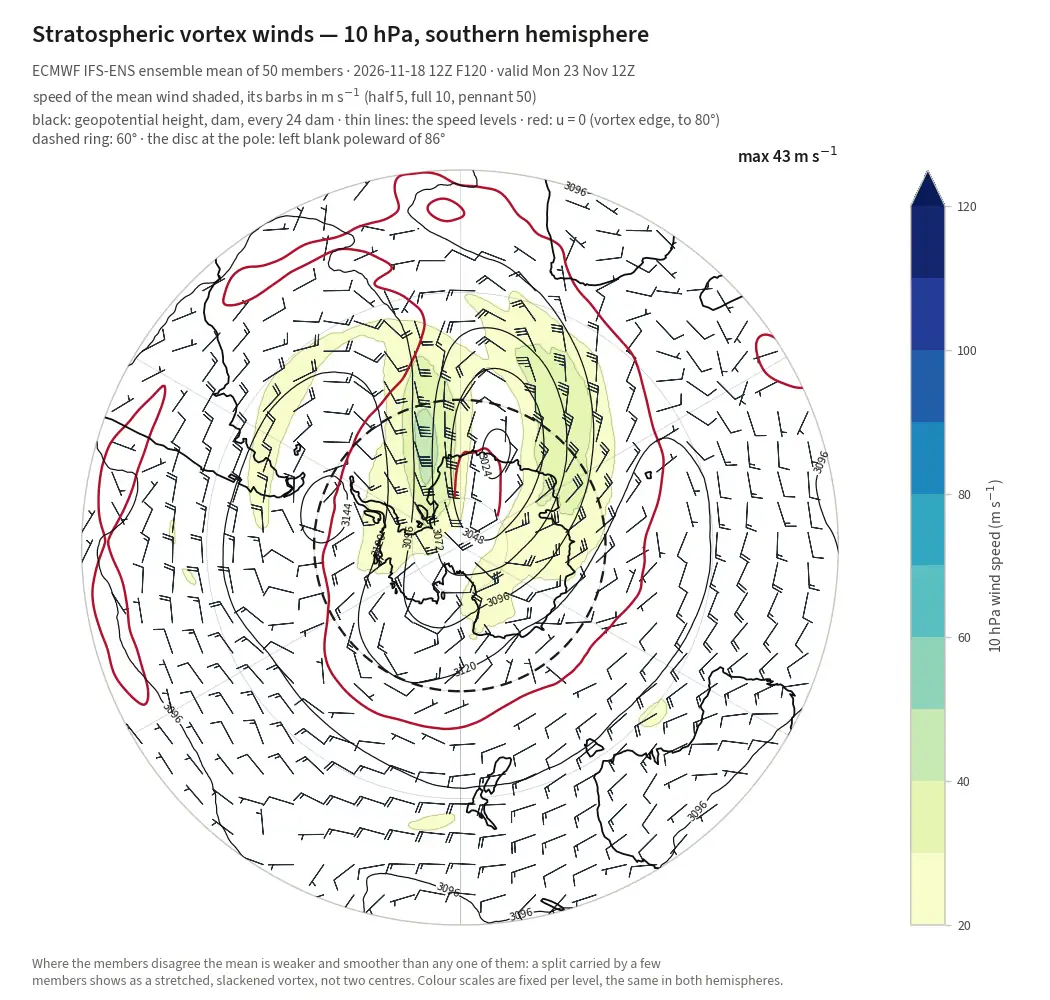 Stratospheric vortex winds — 10 hPa, southern hemisphere
ECMWF IFS-ENS ensemble mean of 50 members · 2026-11-18 12Z F120 · valid Mon 23 Nov 12Z
speed of the mean wind shaded, its barbs in m s⁻¹ (half 5, full 10, pennant 50)
black: geopotential height, dam, every 24 dam · thin lines: the speed levels · red: u = 0 (vortex edge, to 80°)
dashed ring: 60° · the disc at the pole: left blank poleward of 86°
max 43 m s⁻¹
3096
120
100
3096
3024
80
3144
3048
3072
3096
60
3120
3096
3096
40
3096
3096
20
10 hPa wind speed (m s⁻¹)
Where the members disagree the mean is weaker and smoother than any one of them: a split carried by a few
members shows as a stretched, slackened vortex, not two centres. Colour scales are fixed per level, the same in both hemispheres.